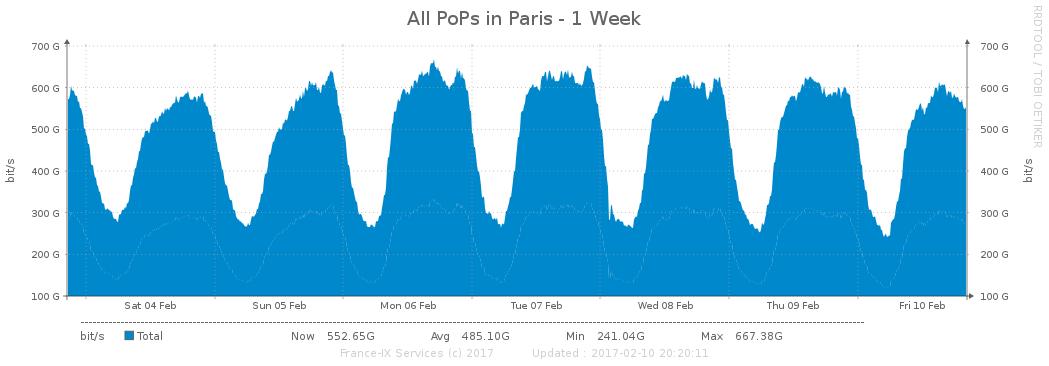 All PoPs in Paris - 1 Week
RRDTOOL / TOBI OETIKER
700 G 700 G
600 G 600 G
500 G 500 G
400 G 400 G
300 G 300 G
200 G 200 G
100 G 100 G
bit/s bit/s
Sat 04 Feb Sun 05 Feb Mon 06 Feb Tue 07 Feb Wed 08 Feb Thu 09 Feb Fri 10 Feb
bit/s Total Now 552.65G Avg 485.10G Min 241.04G Max 667.38G
France-IX Services (c) 2017 Updated : 2017-02-10 20:20:11